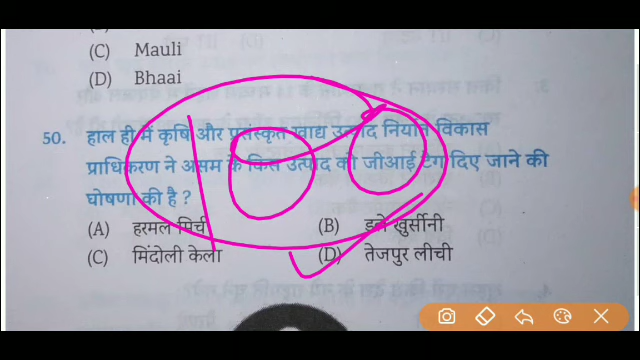 (C) Mauli
(D) Bhaai
50. हाल ही में कृषि और प्रसंस्कृत खाद्य उत्पाद निर्यात विकास
प्राधिकरण ने असम के किस उत्पाद को जीआई टैग दिए जाने की
घोषणा की है ?
(A) हरमल मिर्ची (B) डले खुर्सीनी
(C) मिंदोली केला (D) तेजपुर लीची